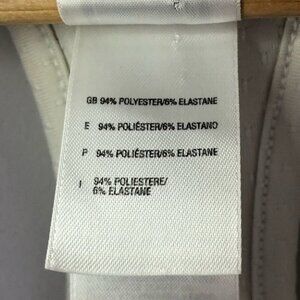 GB 94% POLYESTER/6% ELASTANE
E 94% POLIÉSTER/6% ELASTANO
P 94% POLIÉSTER/6% ELASTANE
I 94% POLIESTERE/
6% ELASTANE